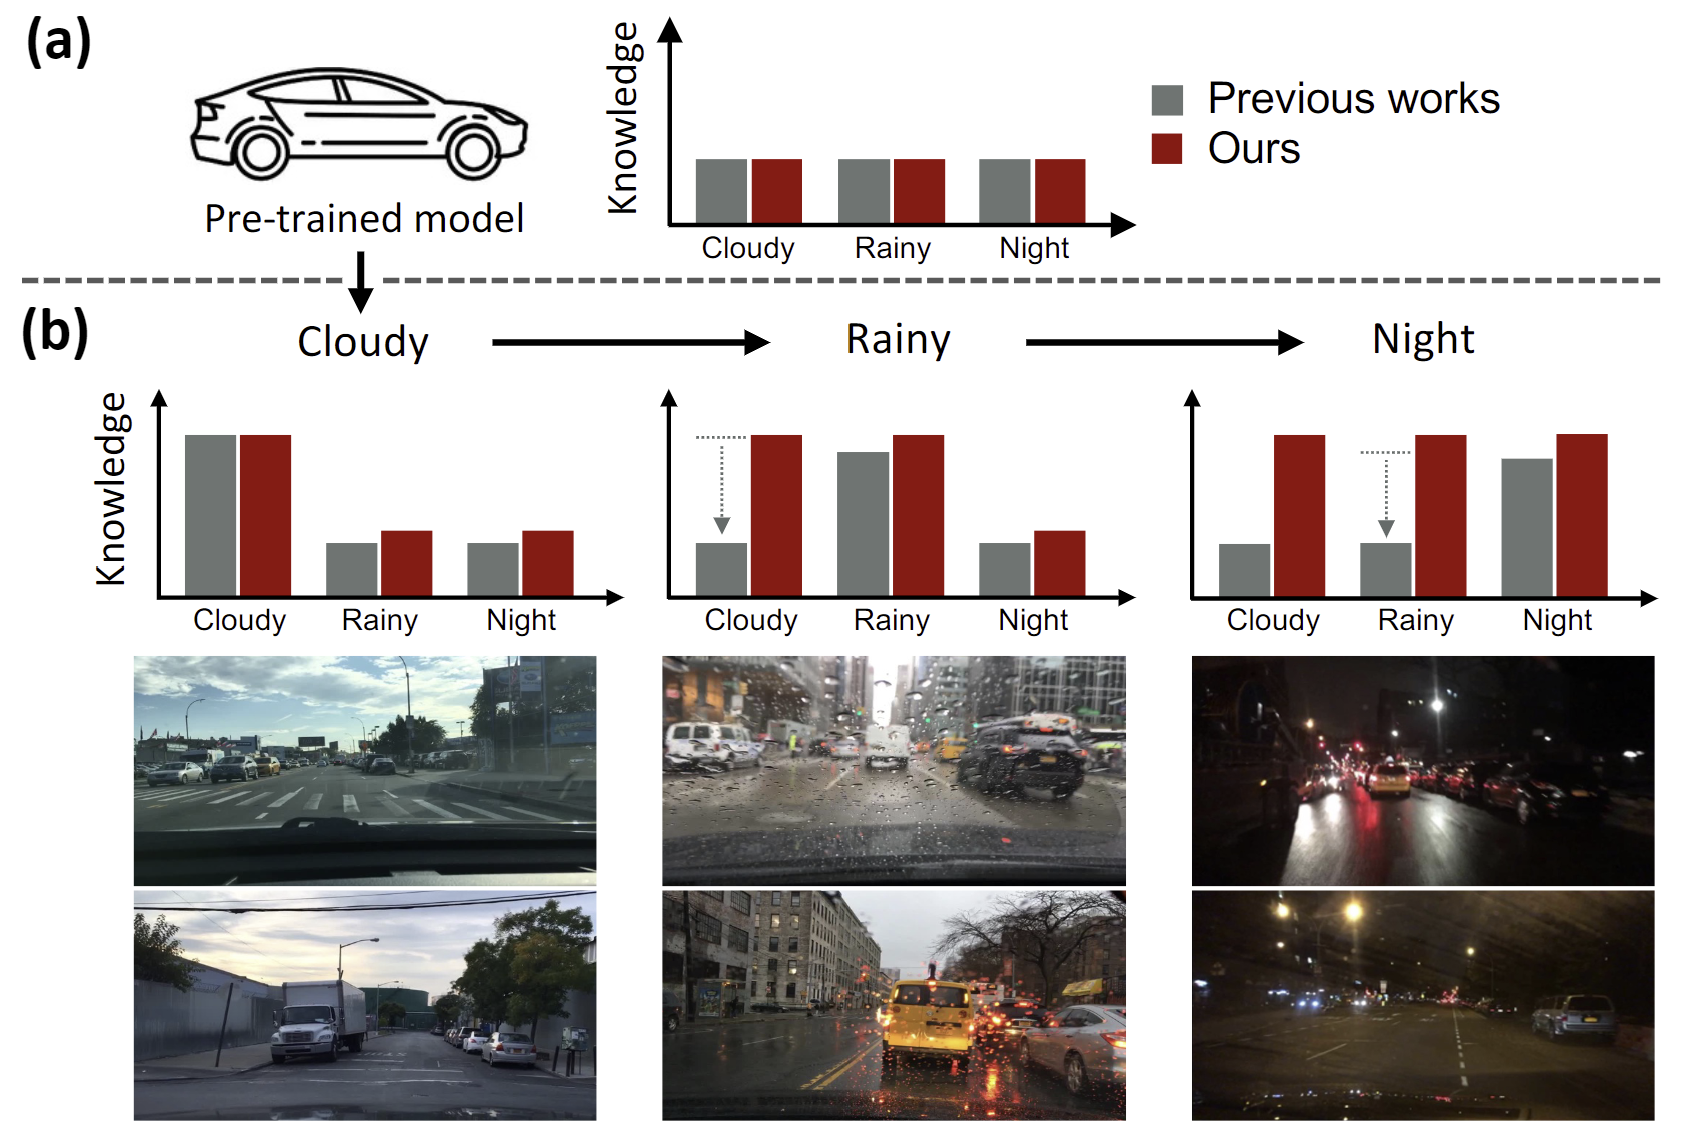 (a)
Knowledge
Previous works
Ours
Pre-trained model
Cloudy Rainy Night
(b)
Cloudy Rainy Night
Knowledge
Cloudy Rainy Night
Cloudy Rainy Night
Cloudy Rainy Night